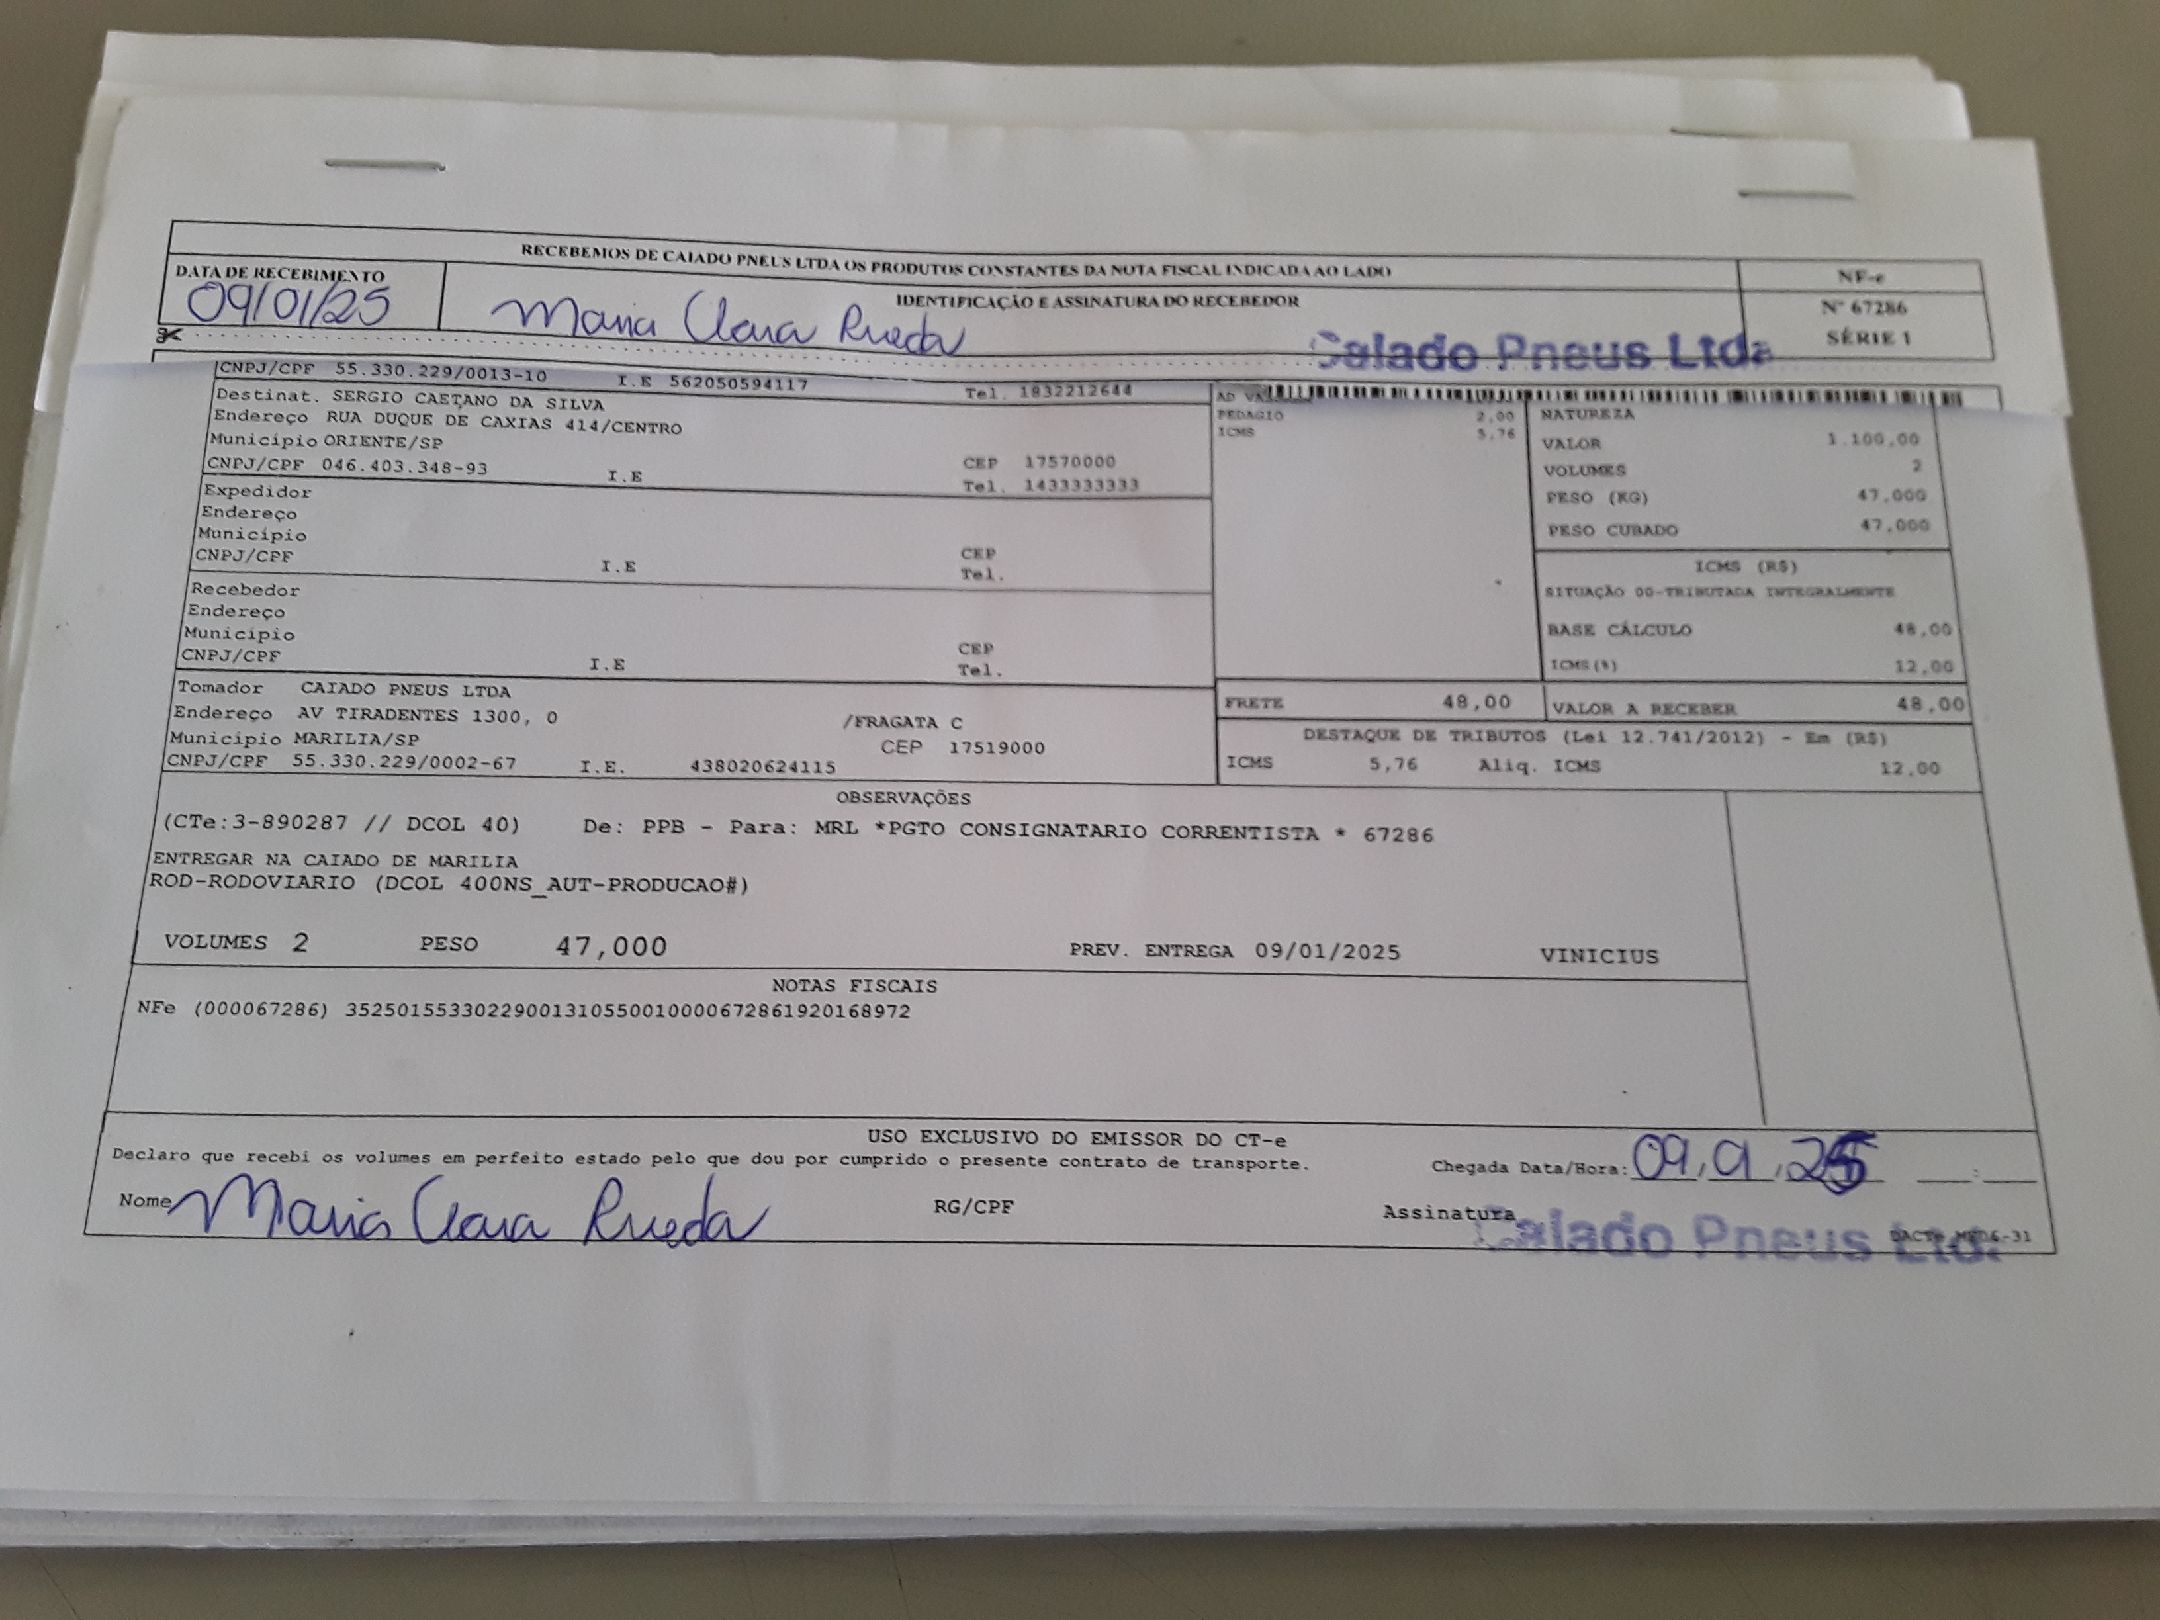 RECEBEMOS DE CAIADO PNEUS LTDA OS PRODUTOS CONSTANTES DA NOTA FISCAL INDICADA AO LADO
NF-e
DATA DE RECEBIMENTO
09/01/25
IDENTIFICAÇÃO E ASSINATURA DO RECEBEDOR
Maria Clara Rueda
Caiado Pneus Ltda
Nº 67286
SÉRIE 1
CNPJ/CPF 55.330.229/0013-10 I.E 562050594117 Tel. 1832212644
Destinat. SERGIO CAETANO DA SILVA
Endereço RUA DUQUE DE CAXIAS 414/CENTRO
Município ORIENTE/SP CEP 17570000
CNPJ/CPF 046.403.348-93 I.E Tel. 1433333333
Expedidor
Endereço
Município CEP
CNPJ/CPF I.E Tel.
Recebedor
Endereço
Município CEP
CNPJ/CPF I.E Tel.
Tomador CAIADO PNEUS LTDA
Endereço AV TIRADENTES 1300, 0 /FRAGATA C
Município MARILIA/SP CEP 17519000
CNPJ/CPF 55.330.229/0002-67 I.E. 438020624115
AD
PEDAGIO 2,00
ICMS 5,76
NATUREZA
VALOR 1.100,00
VOLUMES 2
PESO (KG) 47,000
PESO CUBADO 47,000
ICMS (R$)
SITUAÇÃO 00-TRIBUTADA INTEGRALMENTE
BASE CÁLCULO 48,00
ICMS(%) 12,00
FRETE 48,00 VALOR A RECEBER 48,00
DESTAQUE DE TRIBUTOS (Lei 12.741/2012) - Em (R$)
ICMS 5,76 Aliq. ICMS 12,00
OBSERVAÇÕES
(CTe:3-890287 // DCOL 40) De: PPB - Para: MRL *PGTO CONSIGNATARIO CORRENTISTA * 67286
ENTREGAR NA CAIADO DE MARILIA
ROD-RODOVIARIO (DCOL 400NS_AUT-PRODUCAO#)
VOLUMES 2 PESO 47,000 PREV. ENTREGA 09/01/2025 VINICIUS
NOTAS FISCAIS
NFe (000067286) 35250155330229001310550010000672861920168972
USO EXCLUSIVO DO EMISSOR DO CT-e
Declaro que recebi os volumes em perfeito estado pelo que dou por cumprido o presente contrato de transporte. Chegada Data/Hora: 09, 01, 25 :
Nome Maria Clara Rueda RG/CPF Assinatura
Caiado Pneus Ltda.